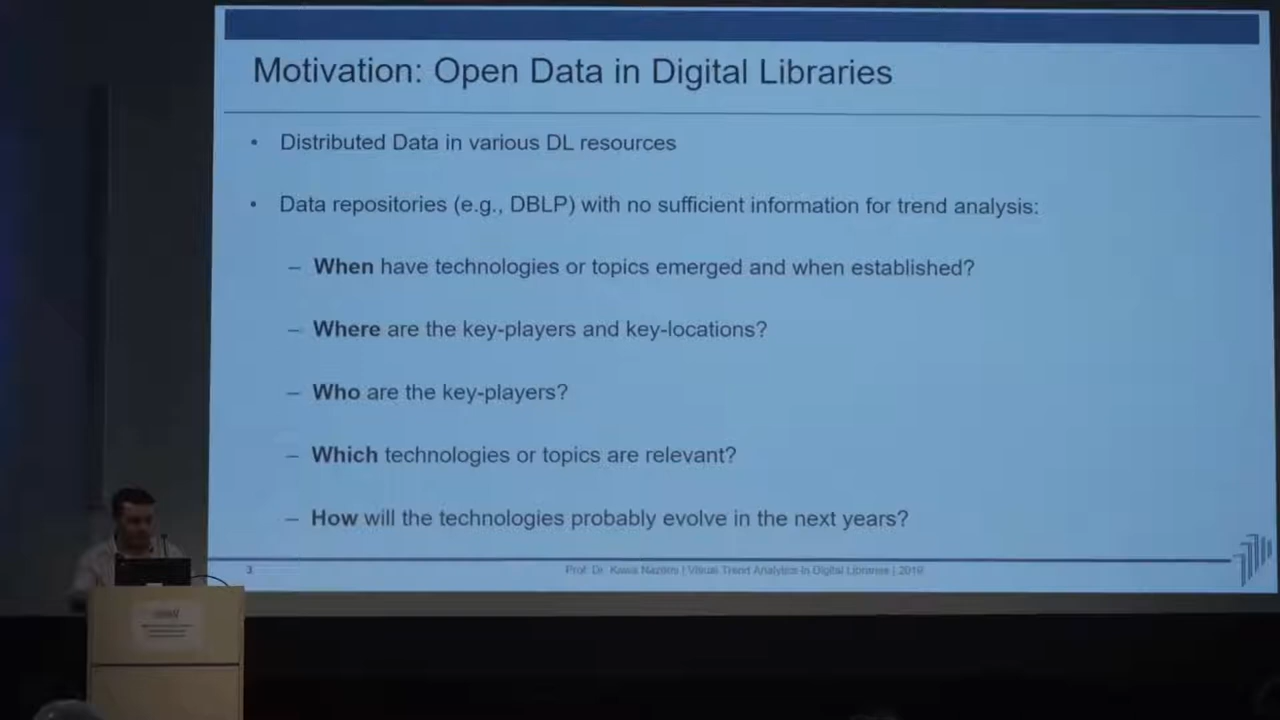 Motivation: Open Data in Digital Libraries
• Distributed Data in various DL resources
• Data repositories (e.g., DBLP) with no sufficient information for trend analysis:
– When have technologies or topics emerged and when established?
– Where are the key-players and key-locations?
– Who are the key-players?
– Which technologies or topics are relevant?
– How will the technologies probably evolve in the next years?
3 Prof. Dr. Kawa Nazemi | Visual Trend Analytics in Digital Libraries | 2019